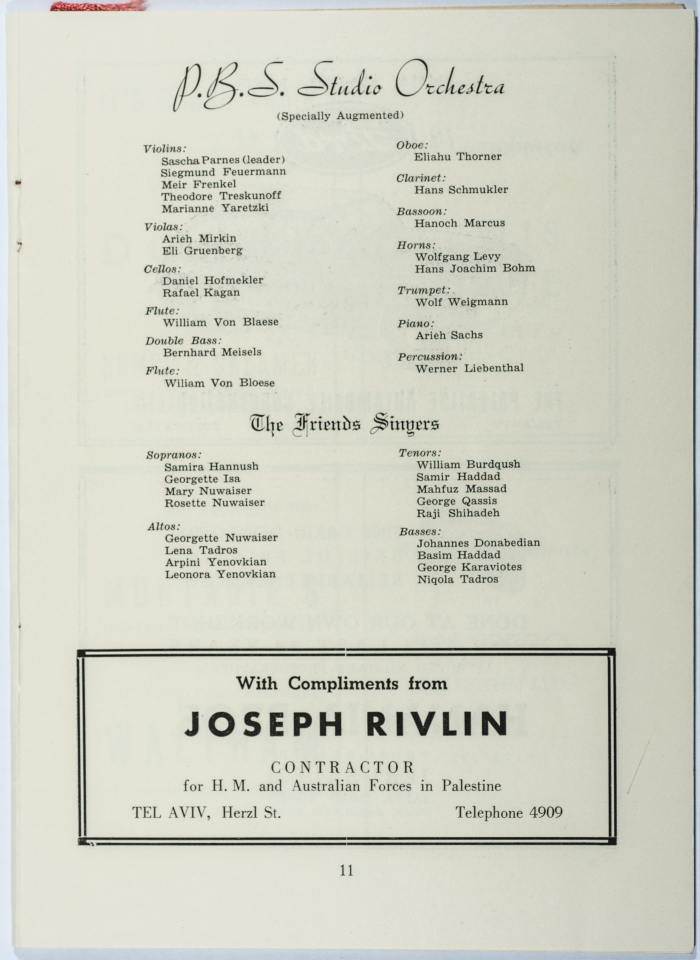 P.B.S. Studio Orchestra
(Specially Augmented)
Violins:
Sascha Parnes (leader)
Siegmund Feuermann
Meir Frenkel
Theodore Treskunoff
Marianne Yaretzki
Violas:
Arieh Mirkin
Eli Gruenberg
Cellos:
Daniel Hofmekler
Rafael Kagan
Flute:
William Von Blaese
Double Bass:
Bernhard Meisels
Flute:
Wiliam Von Bloese
Oboe:
Eliahu Thorner
Clarinet:
Hans Schmukler
Bassoon:
Hanoch Marcus
Horns:
Wolfgang Levy
Hans Joachim Bohm
Trumpet:
Wolf Weigmann
Piano:
Arieh Sachs
Percussion:
Werner Liebenthal
The Friends Singers
Sopranos:
Samira Hannush
Georgette Isa
Mary Nuwaiser
Rosette Nuwaiser
Altos:
Georgette Nuwaiser
Lena Tadros
Arpini Yenovkian
Leonora Yenovkian
Tenors:
William Burdqush
Samir Haddad
Mahfuz Massad
George Qassis
Raji Shihadeh
Basses:
Johannes Donabedian
Basim Haddad
George Karaviotes
Niqola Tadros
With Compliments from
JOSEPH RIVLIN
CONTRACTOR
for H. M. and Australian Forces in Palestine
TEL AVIV, Herzl St. Telephone 4909
11